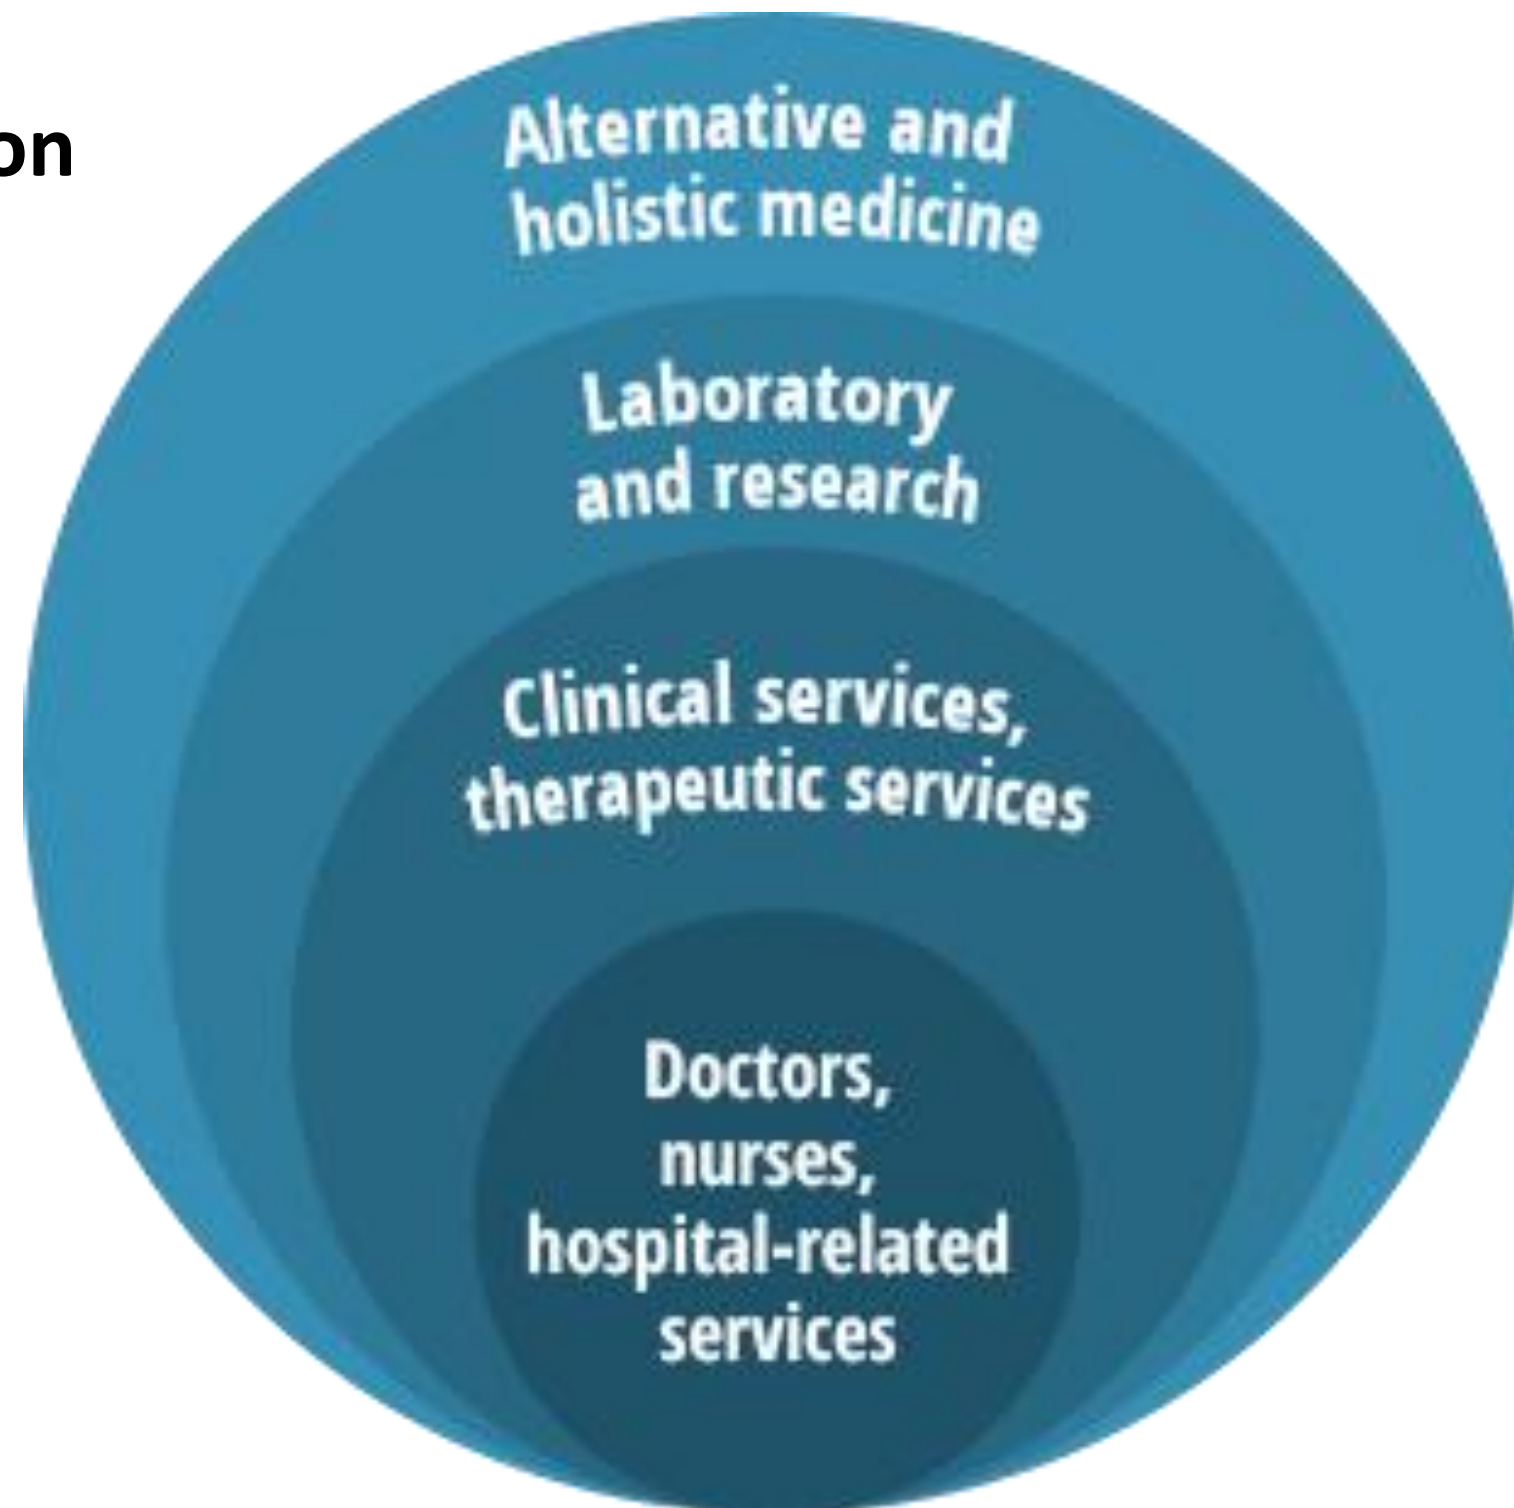 on
Alternative and
holistic medicine
Laboratory
and research
Clinical services,
therapeutic services
Doctors,
nurses,
hospital-related
services